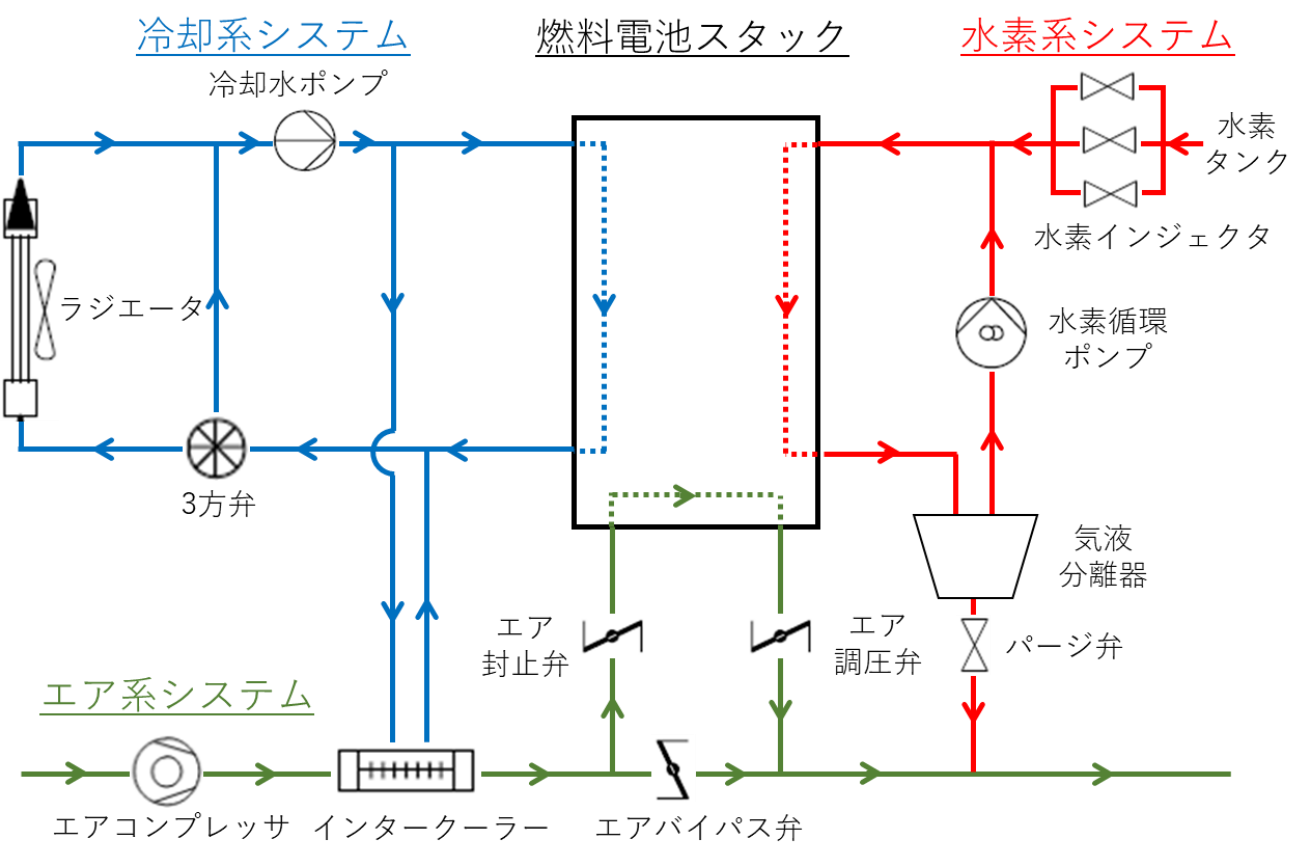 冷却系システム
燃料電池スタック
水素系システム
冷却水ポンプ
水素
タンク
水素インジェクタ
ラジエータ
水素循環
ポンプ
3方弁
気液
分離器
エア
封止弁
エア
調圧弁
パージ弁
エア系システム
エアコンプレッサ
インタークーラー
エアバイパス弁